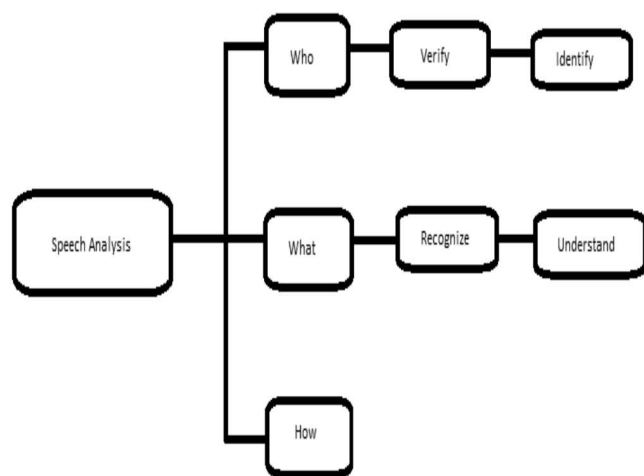 Who
Verify
Identify
Speech Analysis
What
Recognize
Understand
How